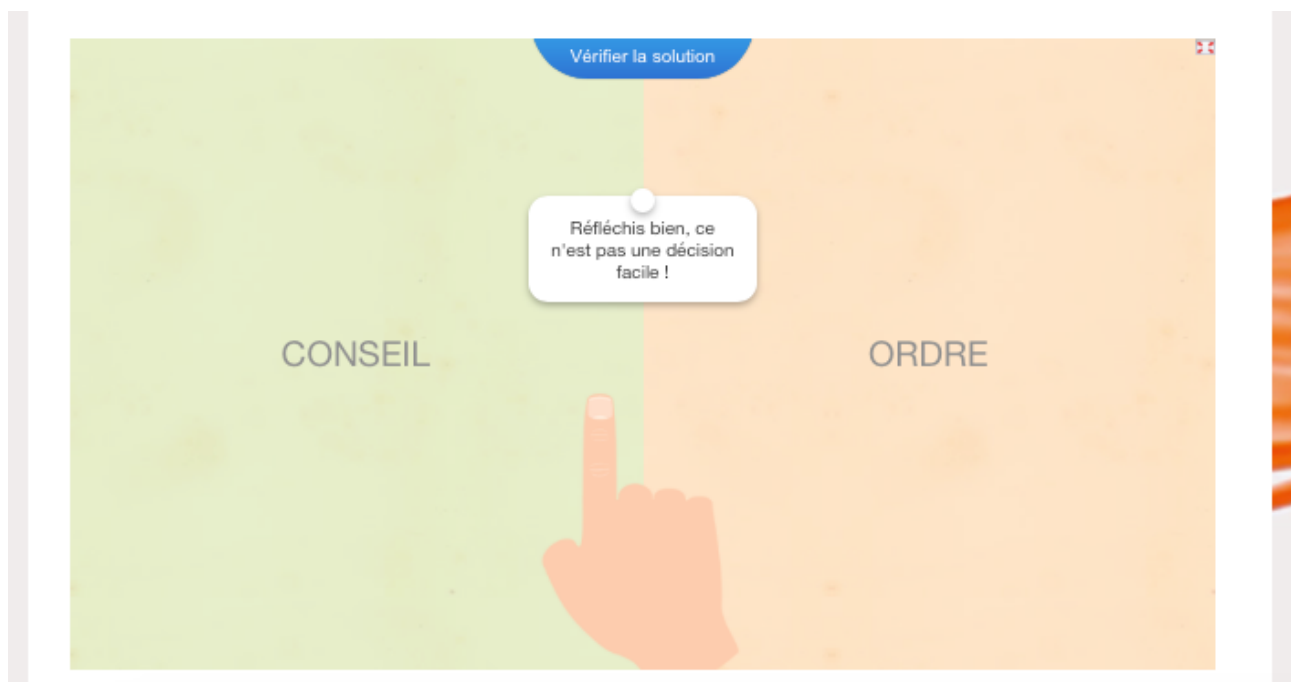 Vérifier la solution
Réfléchis bien, ce
n'est pas une décision
facile !
CONSEIL
ORDRE